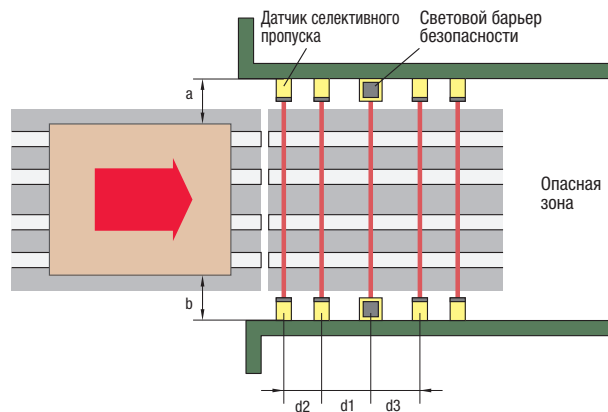 Датчик селективного
пропуска
Световой барьер
безопасности
a
Опасная
зона
b
d2
d1
d3